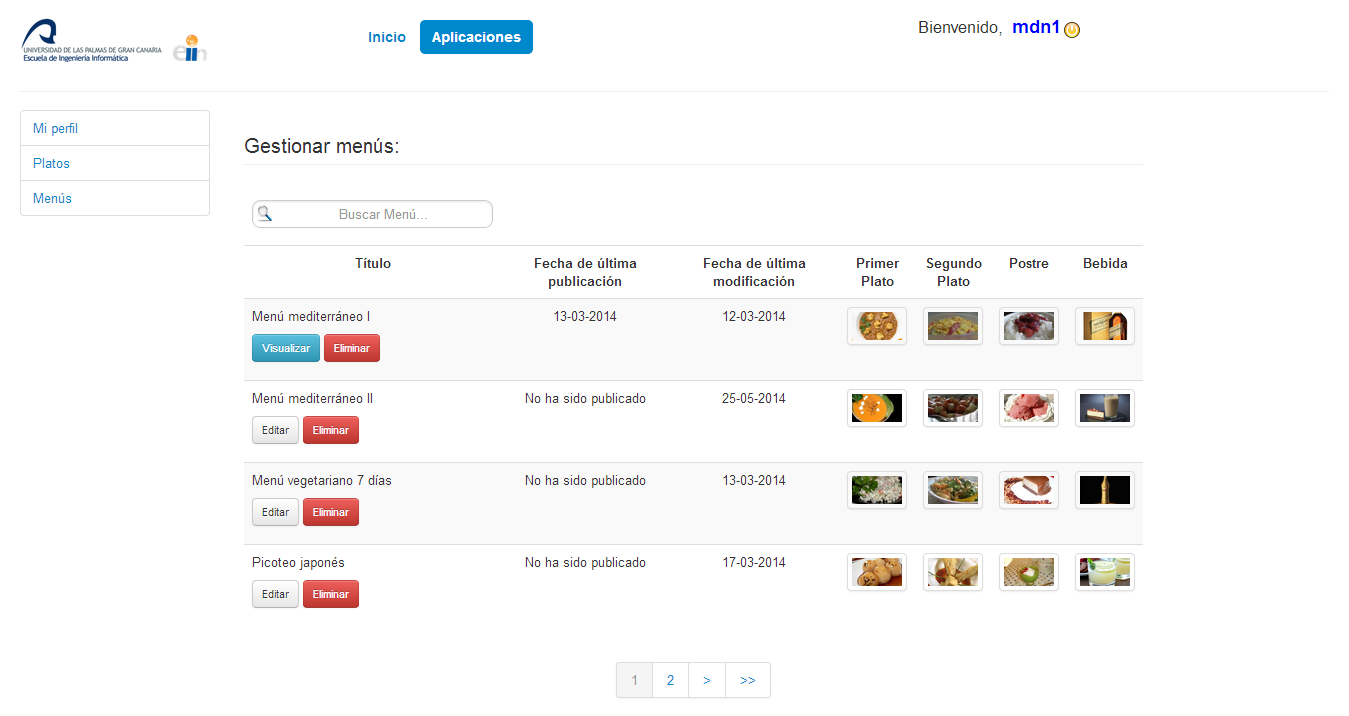 UNIVERSIDAD DE LAS PALMAS DE GRAN CANARIA
Escuela de Ingeniería Informática
eiin
Inicio
Aplicaciones
Bienvenido, mdn1
Mi perfil
Platos
Menús
Gestionar menús:
Buscar Menú...
Título
Fecha de última publicación
Fecha de última modificación
Primer Plato
Segundo Plato
Postre
Bebida
Menú mediterráneo I
13-03-2014
12-03-2014
Visualizar
Eliminar
Menú mediterráneo II
No ha sido publicado
25-05-2014
Editar
Eliminar
Menú vegetariano 7 días
No ha sido publicado
13-03-2014
Editar
Eliminar
Picoteo japonés
No ha sido publicado
17-03-2014
Editar
Eliminar
1
2
>
>>